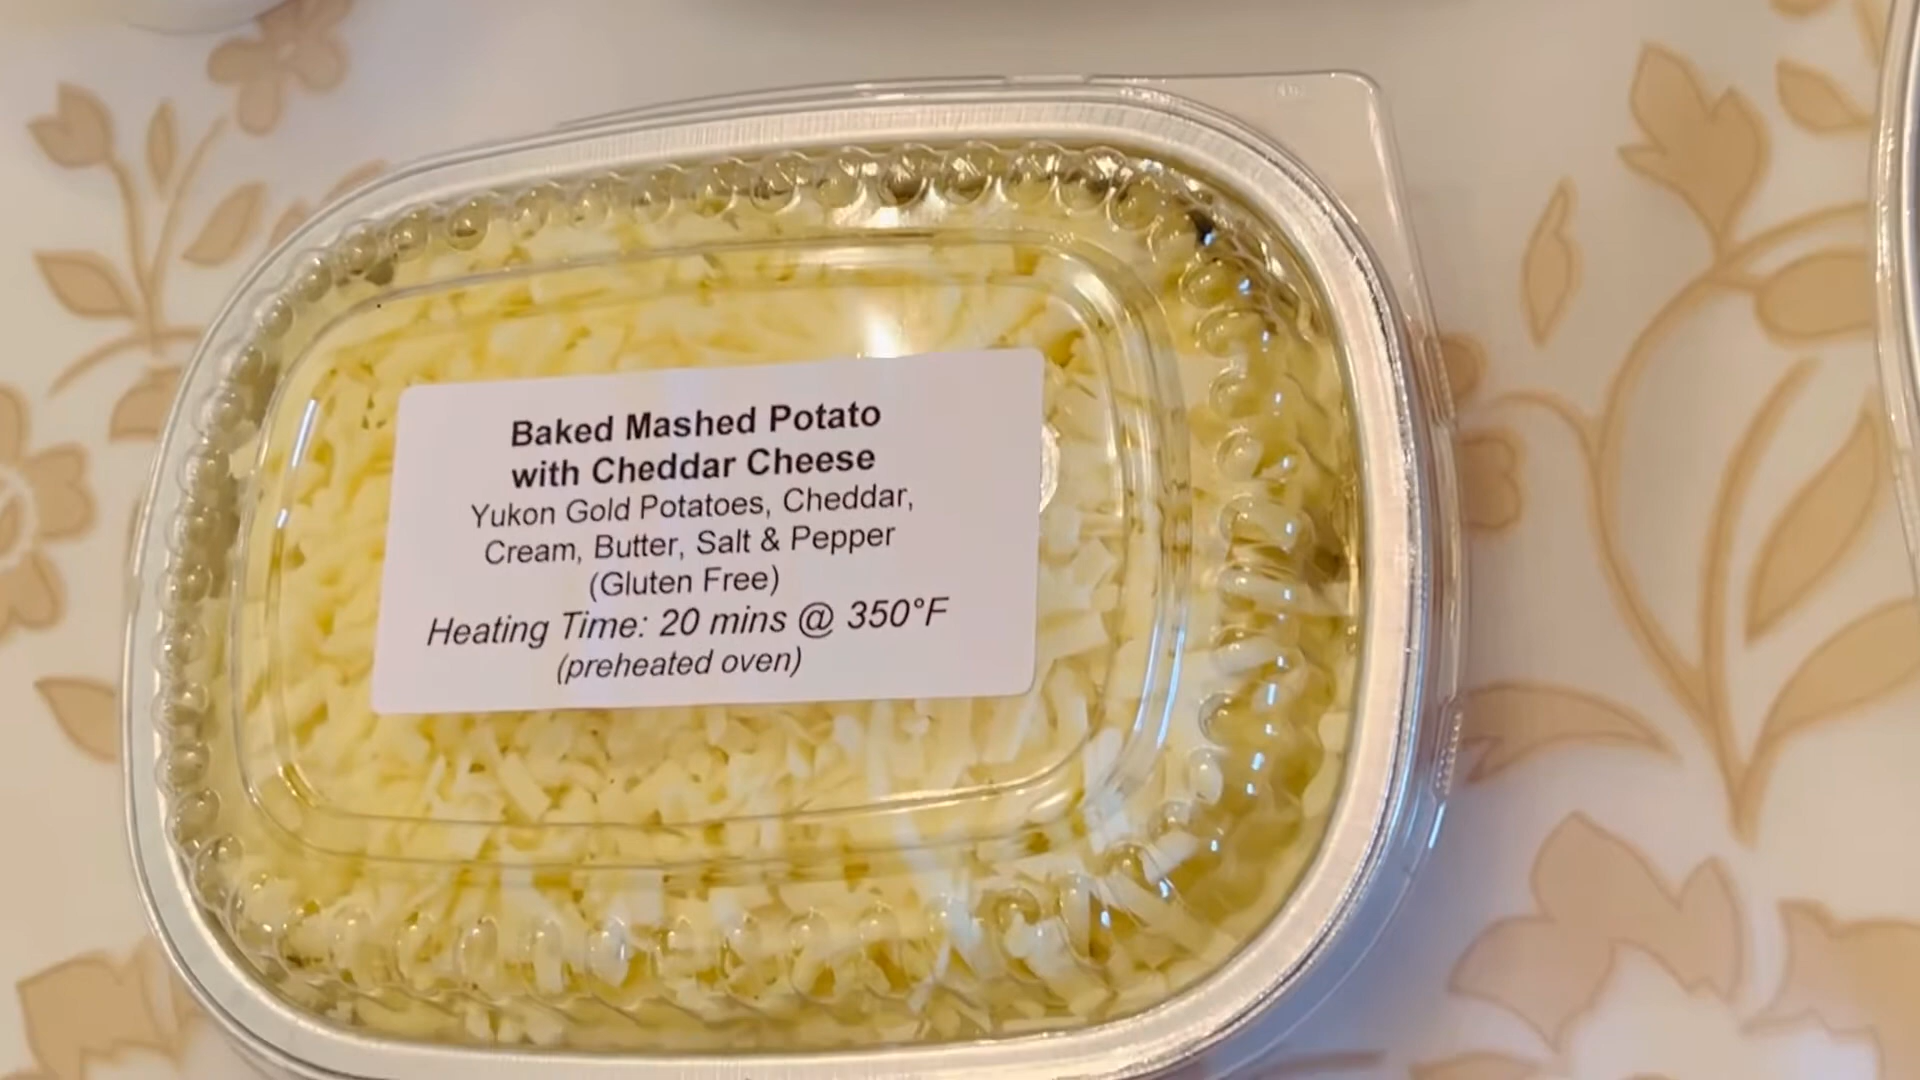 Baked Mashed Potato
with Cheddar Cheese
Yukon Gold Potatoes, Cheddar,
Cream, Butter, Salt & Pepper
(Gluten Free)
Heating Time: 20 mins @ 350°F
(preheated oven)